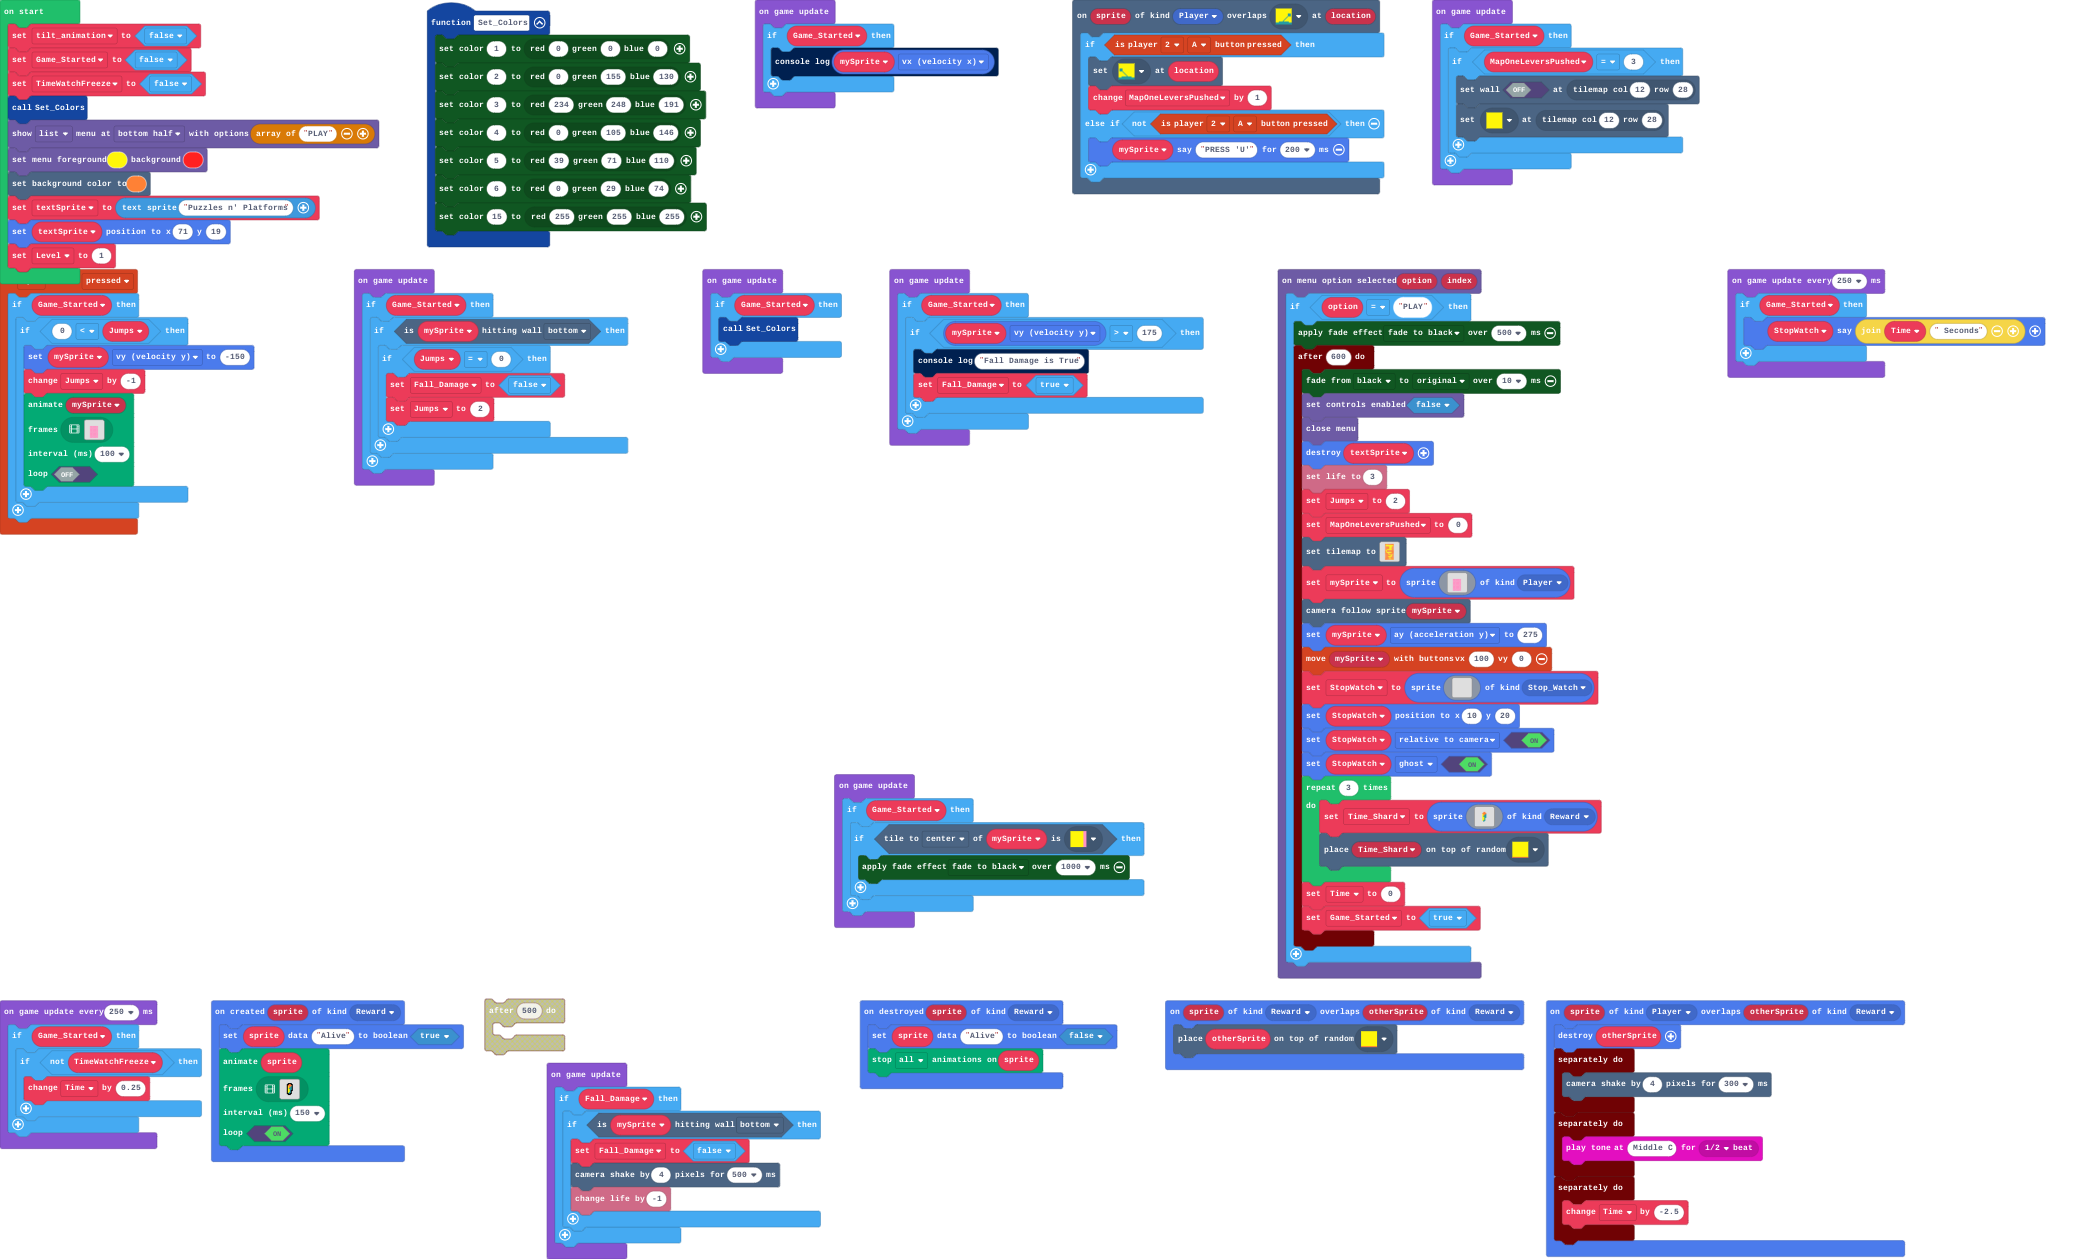 on start
set tilt_animation to false
set Game_Started to false
set TimeWatchFreeze to false
call Set_Colors
show list menu at bottom half with options array of "PLAY"
set menu foreground background
set background color to
set textSprite to text sprite "Puzzles n' Platforms"
set textSprite position to x 71 y 19
set Level to 1
function Set_Colors
set color 1 to red 0 green 0 blue 0
set color 2 to red 0 green 155 blue 130
set color 3 to red 234 green 248 blue 191
set color 4 to red 0 green 105 blue 146
set color 5 to red 39 green 71 blue 110
set color 6 to red 0 green 29 blue 74
set color 15 to red 255 green 255 blue 255
on game update
if Game_Started then
console log mySprite vx (velocity x)
on sprite of kind Player overlaps at location
if is player 2 A button pressed then
set at location
change MapOneLeversPushed by 1
else if not is player 2 A button pressed then
mySprite say "PRESS 'U'" for 200 ms
on game update
if Game_Started then
if MapOneLeversPushed = 3 then
set wall OFF at tilemap col 12 row 28
set at tilemap col 12 row 28
pressed
if Game_Started then
if 0 < Jumps then
set mySprite vy (velocity y) to -150
change Jumps by -1
animate mySprite
frames
interval (ms) 100
loop OFF
on game update
if Game_Started then
if is mySprite hitting wall bottom then
if Jumps = 0 then
set Fall_Damage to false
set Jumps to 2
on game update
if Game_Started then
call Set_Colors
on game update
if Game_Started then
if mySprite vy (velocity y) > 175 then
console log "Fall Damage is True"
set Fall_Damage to true
on menu option selected option index
if option = "PLAY" then
apply fade effect fade to black over 500 ms
after 600 do
fade from black to original over 10 ms
set controls enabled false
close menu
destroy textSprite
set life to 3
set Jumps to 2
set MapOneLeversPushed to 0
set tilemap to
set mySprite to sprite of kind Player
camera follow sprite mySprite
set mySprite ay (acceleration y) to 275
move mySprite with buttons vx 100 vy 0
set StopWatch to sprite of kind Stop_Watch
set StopWatch position to x 10 y 20
set StopWatch relative to camera ON
set StopWatch ghost ON
repeat 3 times
do
set Time_Shard to sprite of kind Reward
place Time_Shard on top of random
set Time to 0
set Game_Started to true
on game update every 250 ms
if Game_Started then
StopWatch say join Time " Seconds"
on game update
if Game_Started then
if tile to center of mySprite is then
apply fade effect fade to black over 1000 ms
on game update every 250 ms
if Game_Started then
if not TimeWatchFreeze then
change Time by 0.25
on created sprite of kind Reward
set sprite data "Alive" to boolean true
animate sprite
frames
interval (ms) 150
loop ON
after 500 do
on game update
if Fall_Damage then
if is mySprite hitting wall bottom then
set Fall_Damage to false
camera shake by 4 pixels for 500 ms
change life by -1
on destroyed sprite of kind Reward
set sprite data "Alive" to boolean false
stop all animations on sprite
on sprite of kind Reward overlaps otherSprite of kind Reward
place otherSprite on top of random
on sprite of kind Player overlaps otherSprite of kind Reward
destroy otherSprite
separately do
camera shake by 4 pixels for 300 ms
separately do
play tone at Middle C for 1/2 beat
separately do
change Time by -2.5